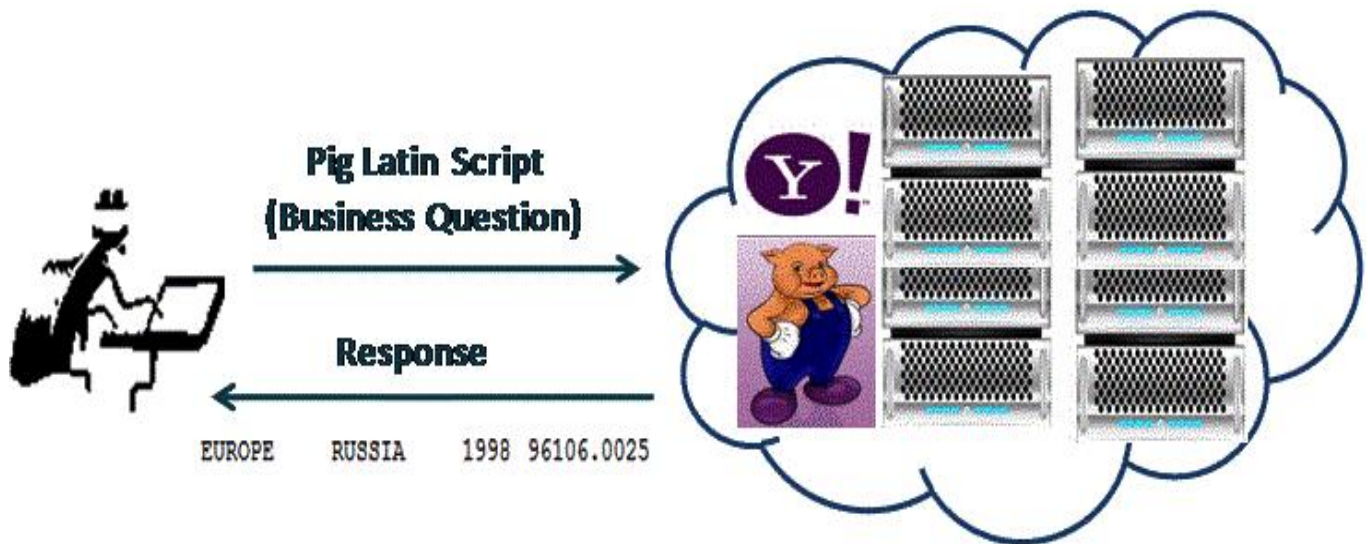 Pig Latin Script
(Business Question)
Y!
Response
EUROPE RUSSIA 1998 96106.0025